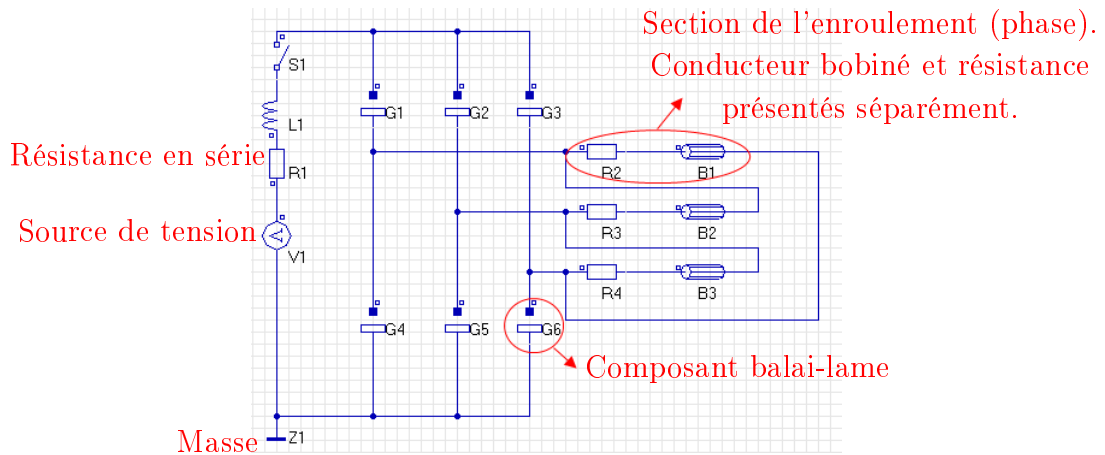 Section de l'enroulement (phase).
Conducteur bobiné et résistance
présentés séparément.
S1
L1
G1
G2
G3
Résistance en série
R1
R2
B1
Source de tension
V1
R3
B2
R4
B3
G4
G5
G6
Composant balai-lame
Masse
Z1